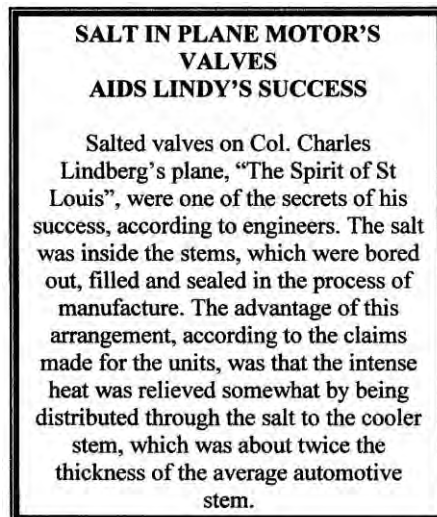 SALT IN PLANE MOTOR'S
VALVES
AIDS LINDY'S SUCCESS
Salted valves on Col. Charles
Lindberg's plane, "The Spirit of St
Louis", were one of the secrets of his
success, according to engineers. The salt
was inside the stems, which were bored
out, filled and sealed in the process of
manufacture. The advantage of this
arrangement, according to the claims
made for the units, was that the intense
heat was relieved somewhat by being
distributed through the salt to the cooler
stem, which was about twice the
thickness of the average automotive
stem.